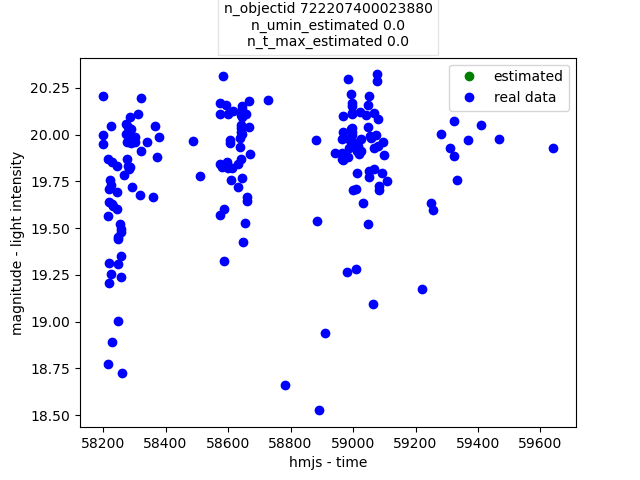 n_objectid 722207400023880
n_umin_estimated 0.0
n_t_max_estimated 0.0
estimated
real data
magnitude - light intensity
20.25
20.00
19.75
19.50
19.25
19.00
18.75
18.50
58200 58400 58600 58800 59000 59200 59400 59600
hmjs - time